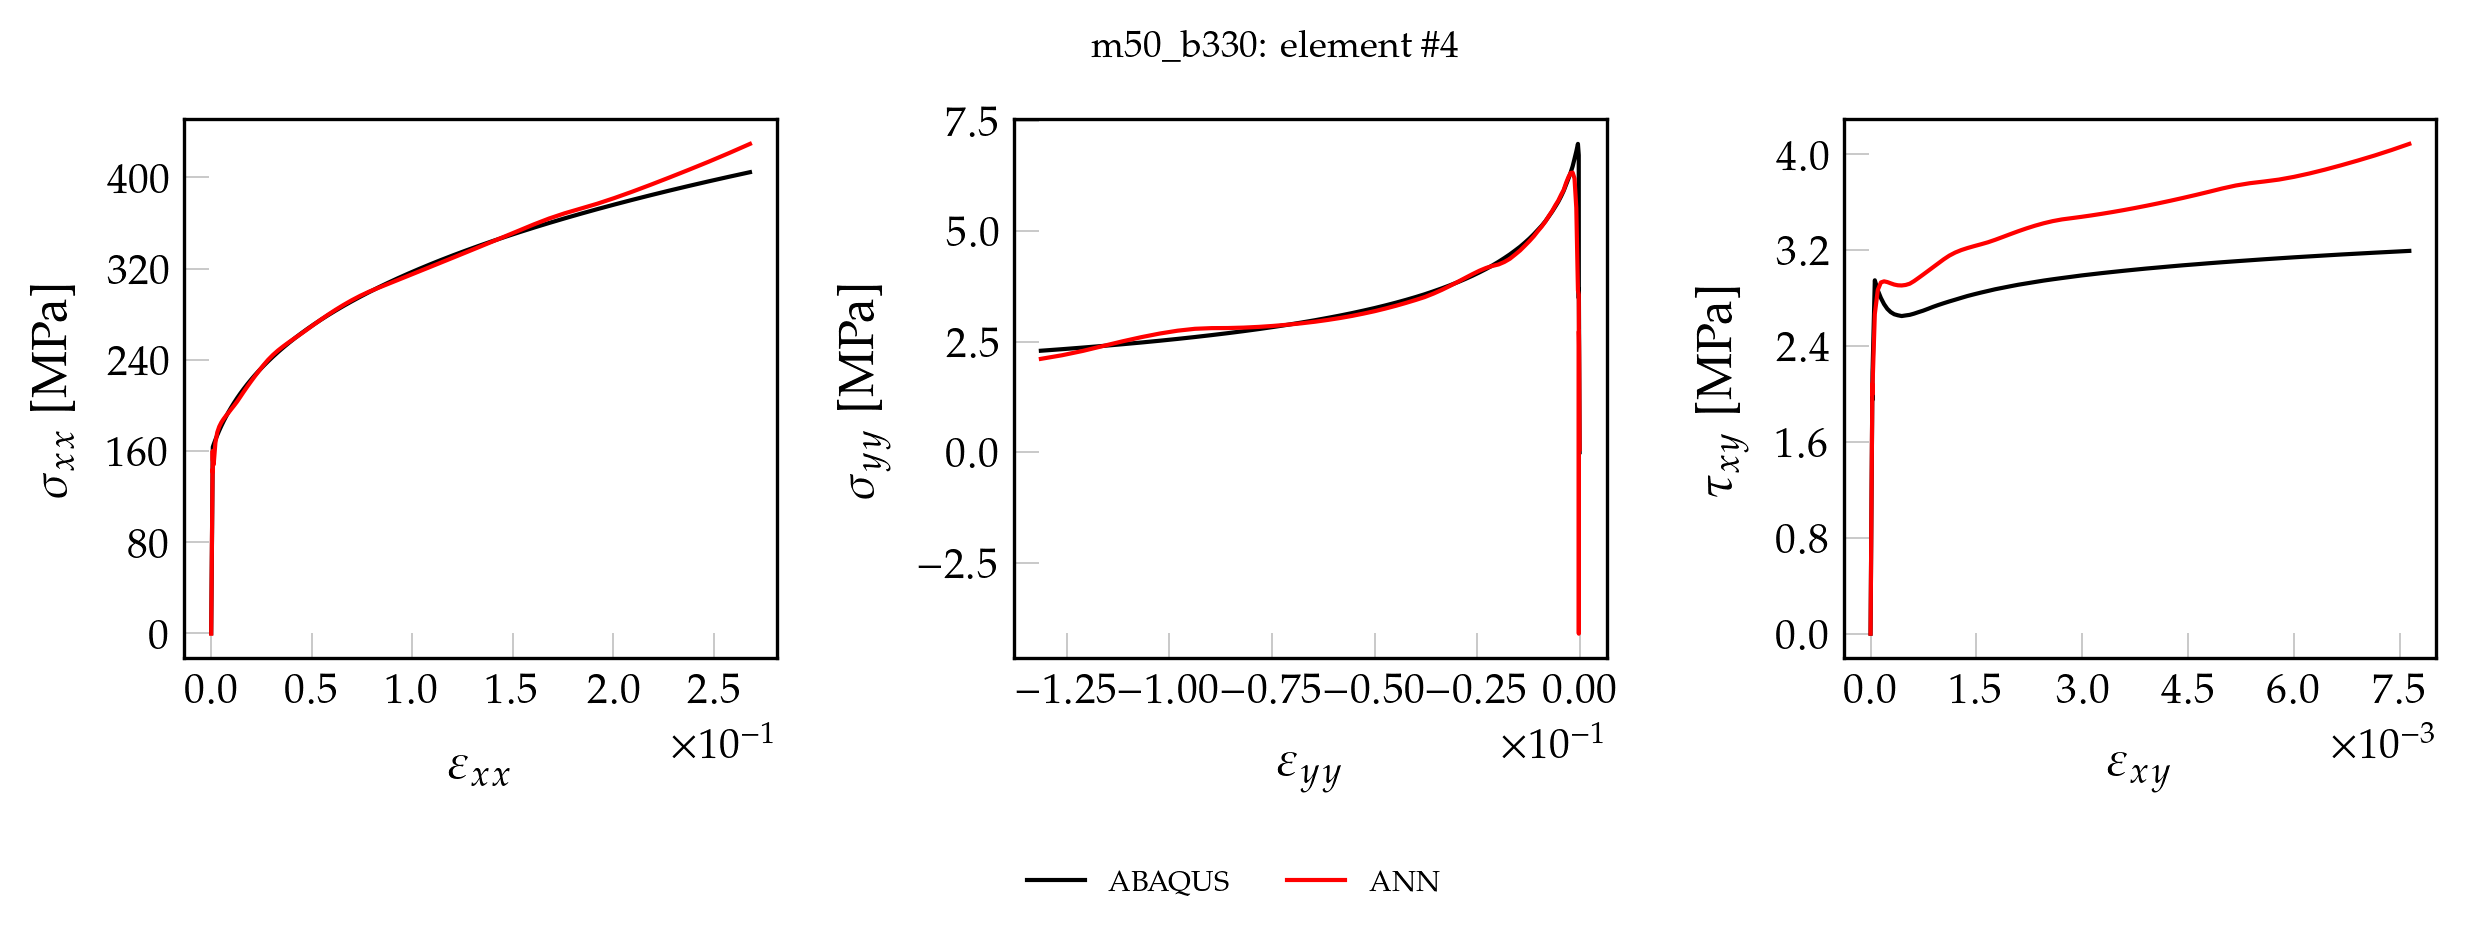 m50_b330: element #4
σxx [MPa]
400
320
240
160
80
0
0.0 0.5 1.0 1.5 2.0 2.5
×10−1
εxx
σyy [MPa]
7.5
5.0
2.5
0.0
−2.5
−1.25 −1.00 −0.75 −0.50 −0.25 0.00
×10−1
εyy
τxy [MPa]
4.0
3.2
2.4
1.6
0.8
0.0
0.0 1.5 3.0 4.5 6.0 7.5
×10−3
εxy
ABAQUS ANN